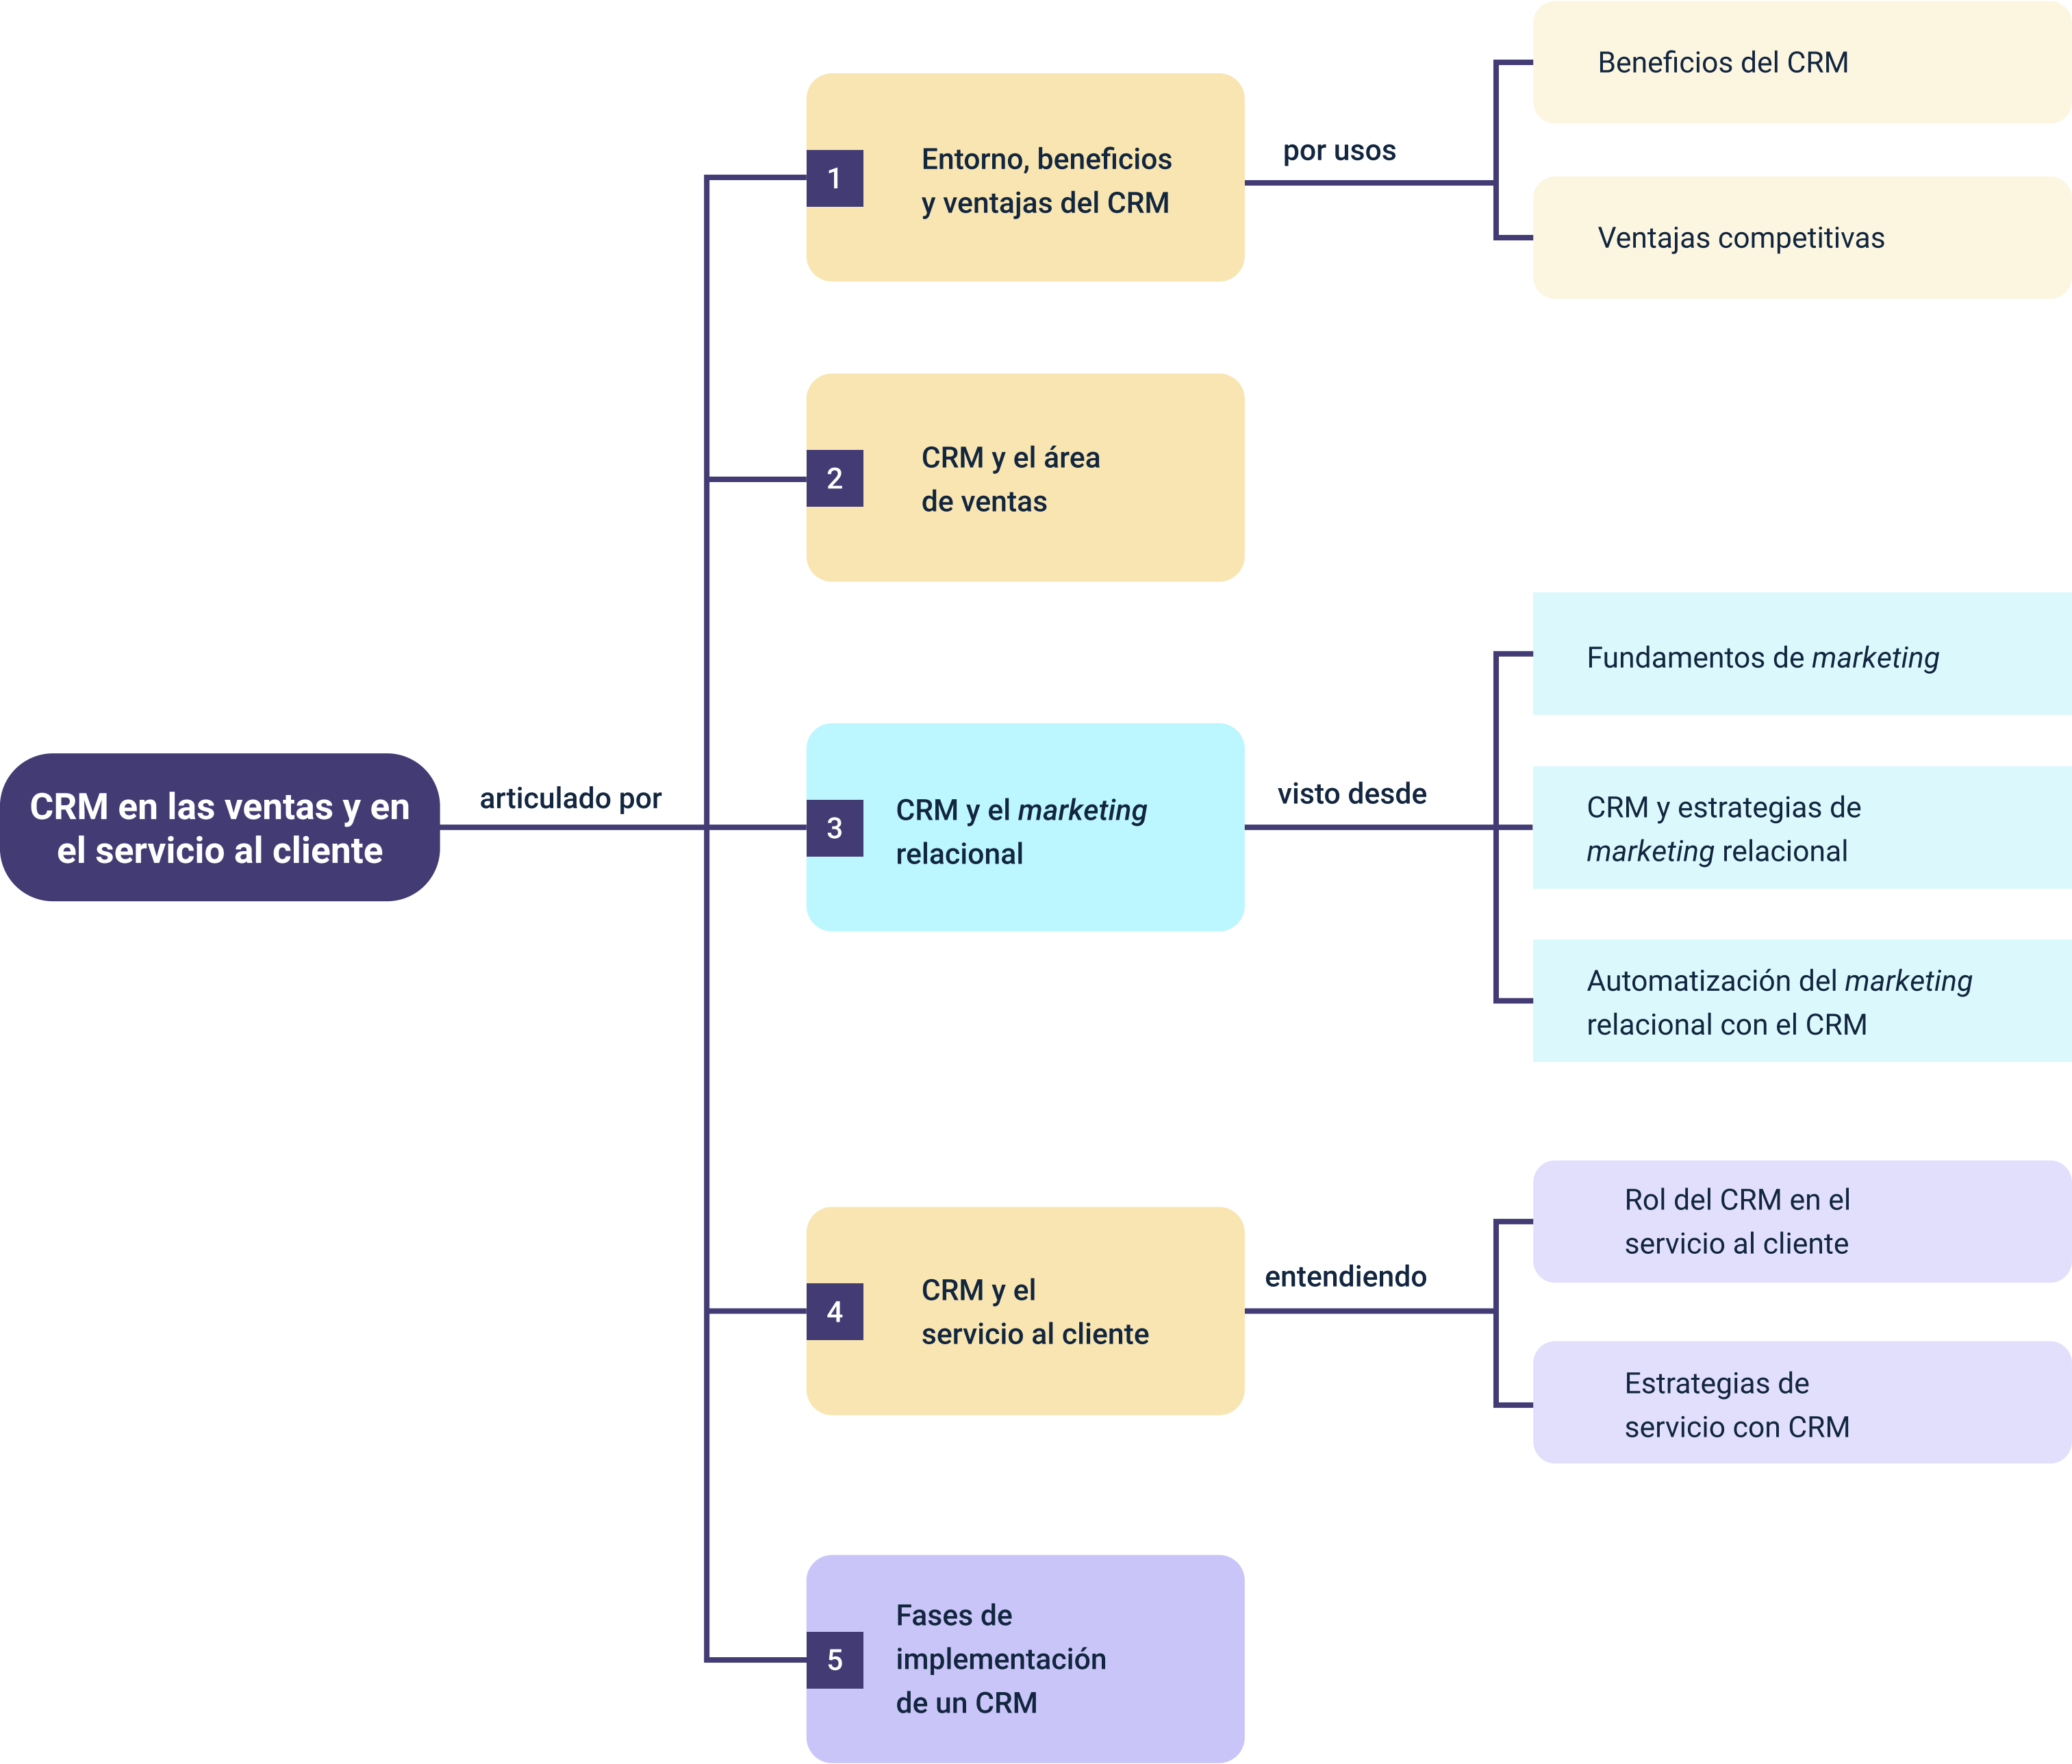 CRM en las ventas y en
el servicio al cliente
articulado por
1
Entorno, beneficios
y ventajas del CRM
por usos
Beneficios del CRM
Ventajas competitivas
2
CRM y el área
de ventas
3
CRM y el marketing
relacional
visto desde
Fundamentos de marketing
CRM y estrategias de
marketing relacional
Automatización del marketing
relacional con el CRM
4
CRM y el
servicio al cliente
entendiendo
Rol del CRM en el
servicio al cliente
Estrategias de
servicio con CRM
5
Fases de
implementación
de un CRM